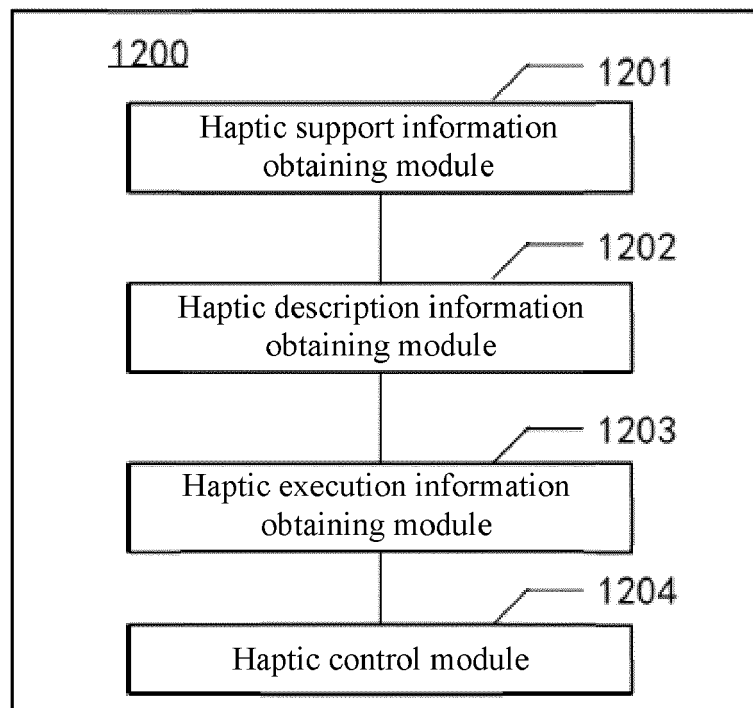 1200
1201
Haptic support information
obtaining module
1202
Haptic description information
obtaining module
1203
Haptic execution information
obtaining module
1204
Haptic control module